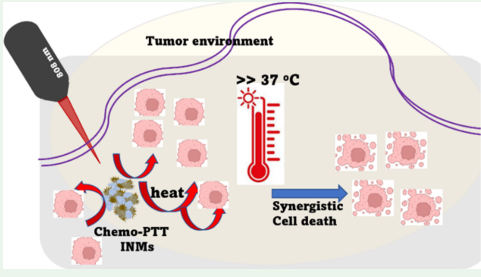 Tumor environment
808 nm
>> 37 °C
heat
Chemo-PTT
INMs
Synergistic
Cell death